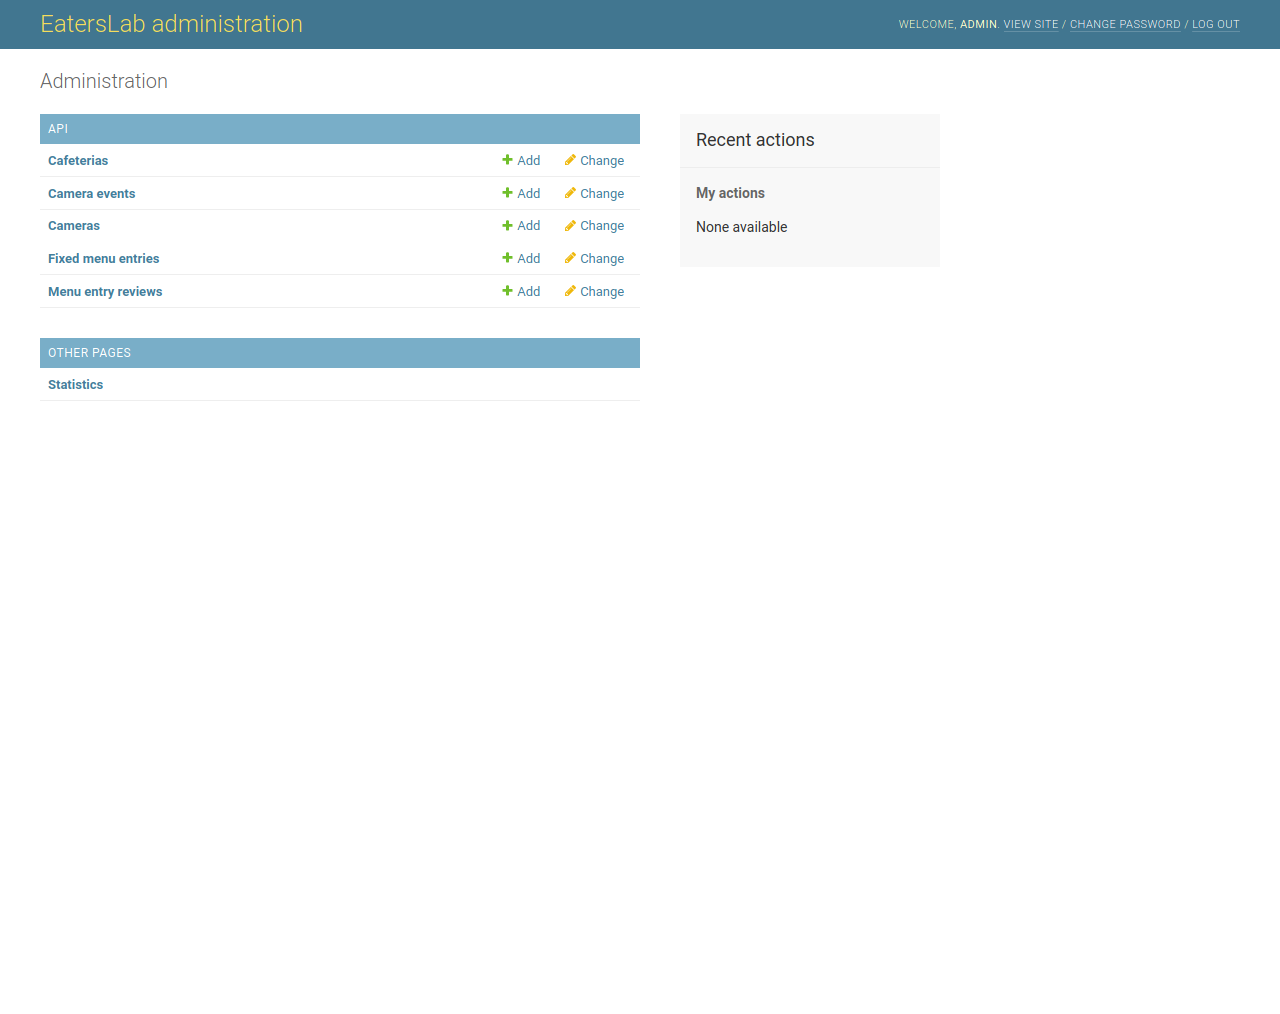 EatersLab administration
WELCOME, ADMIN. VIEW SITE / CHANGE PASSWORD / LOG OUT
Administration
API
Cafeterias Add Change
Camera events Add Change
Cameras Add Change
Fixed menu entries Add Change
Menu entry reviews Add Change
OTHER PAGES
Statistics
Recent actions
My actions
None available